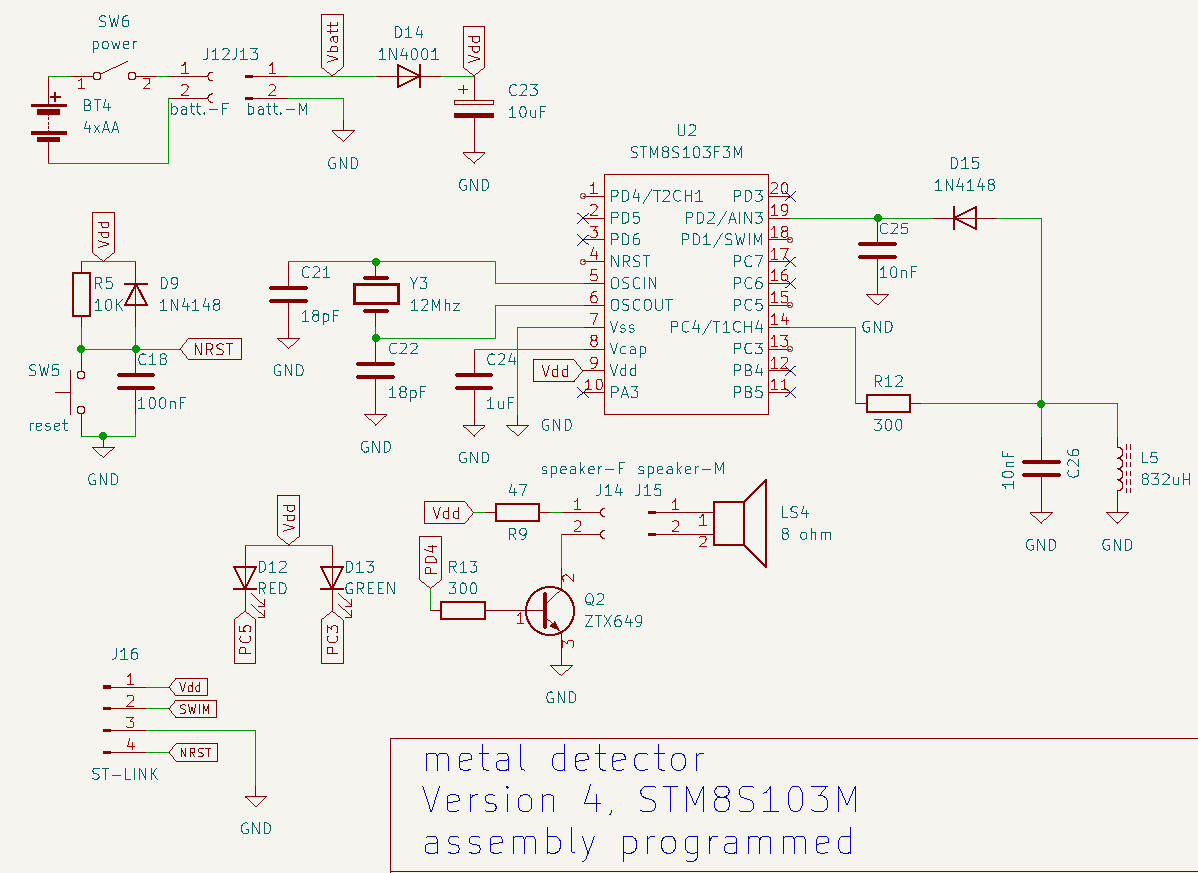 SW6
power
1
2
BT4
4xAA
+
J12J13
1
2
batt.-F
1
2
batt.-M
Vbatt
GND
D14
1N4001
Vdd
+
C23
10uF
GND
Vdd
R5
10K
D9
1N4148
NRST
C18
100nF
SW5
reset
GND
C21
18pF
GND
Y3
12Mhz
C22
18pF
GND
C24
1uF
GND
GND
Vdd
U2
STM8S103F3M
1 PD4/T2CH1
2 PD5
3 PD6
4 NRST
5 OSCIN
6 OSCOUT
7 Vss
8 Vcap
9 Vdd
10 PA3
PD3 20
PD2/AIN3 19
PD1/SWIM 18
PC7 17
PC6 16
PC5 15
PC4/T1CH4 14
PC3 13
PB4 12
PB5 11
D15
1N4148
C25
10nF
GND
R12
300
10nF
C26
GND
L5
832uH
GND
speaker-F speaker-M
J14 J15
Vdd
47
R9
1
2
1
2
1
2
LS4
8 ohm
PD4
R13
300
1
2
3
Q2
ZTX649
GND
Vdd
D12
RED
D13
GREEN
PC5
PC3
J16
1
Vdd
2
SWIM
3
4
NRST
ST-LINK
GND
metal detector
Version 4, STM8S103M
assembly programmed